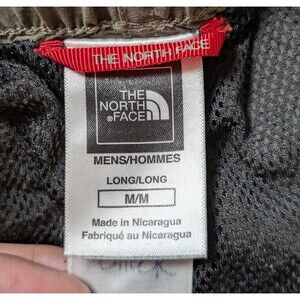 THE NORTH FACE
THE
NORTH
FACE
MENS/HOMMES
LONG/LONG
M/M
Made in Nicaragua
Fabriqué au Nicaragua